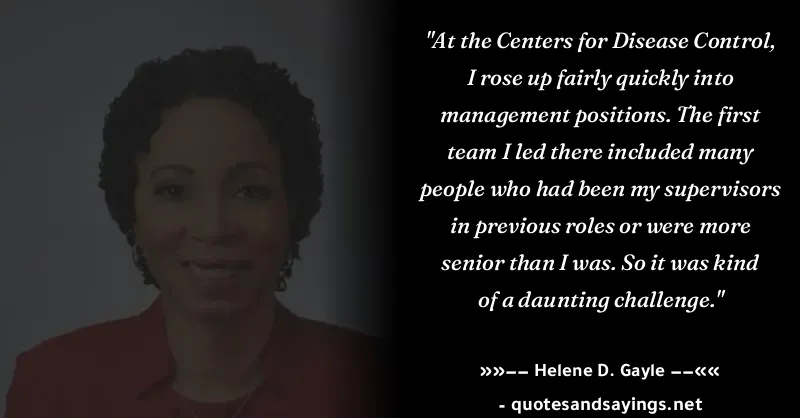 "At the Centers for Disease Control,
I rose up fairly quickly into
management positions. The first
team I led there included many
people who had been my supervisors
in previous roles or were more
senior than I was. So it was kind
of a daunting challenge."
»»−− Helene D. Gayle −−««
- quotesandsayings.net